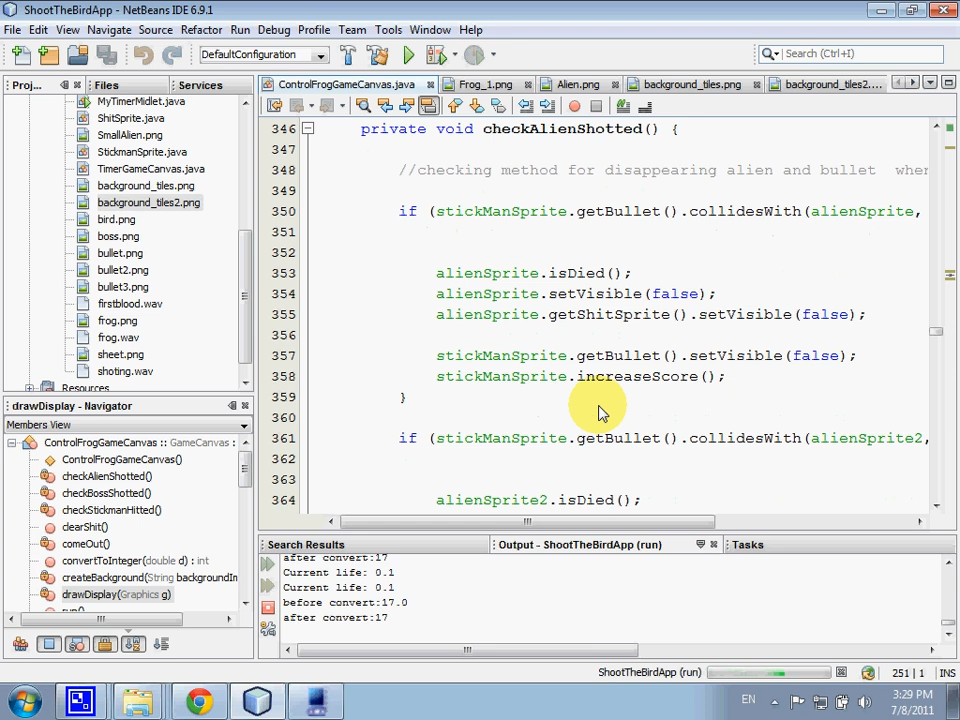 ShootTheBirdApp - NetBeans IDE 6.9.1
File Edit View Navigate Source Refactor Run Debug Profile Team Tools Window Help
DefaultConfiguration
Search (Ctrl+I)
Proj... Files Services
ControlFrogGameCanvas.java Frog_1.png Alien.png background_tiles.png background_tiles2....
MyTimerMidlet.java
ShitSprite.java
SmallAlien.png
StickmanSprite.java
TimerGameCanvas.java
background_tiles.png
background_tiles2.png
bird.png
boss.png
bullet.png
bullet2.png
bullet3.png
firstblood.wav
frog.png
frog.wav
sheet.png
shoting.wav
Resources
346 private void checkAlienShotted() {
347
348 //checking method for disappearing alien and bullet when
349
350 if (stickManSprite.getBullet().collidesWith(alienSprite,
351
352
353 alienSprite.isDied();
354 alienSprite.setVisible(false);
355 alienSprite.getShitSprite().setVisible(false);
356
357 stickManSprite.getBullet().setVisible(false);
358 stickManSprite.increaseScore();
359 }
360
361 if (stickManSprite.getBullet().collidesWith(alienSprite2,
362
363
364 alienSprite2.isDied();
drawDisplay - Navigator
Members View
ControlFrogGameCanvas :: GameCanvas :
ControlFrogGameCanvas()
checkAlienShotted()
checkBossShotted()
checkStickmanHitted()
clearShit()
comeOut()
convertToInteger(double d) : int
createBackground(String backgroundIm
drawDisplay(Graphics g)
run()
Search Results Output - ShootTheBirdApp (run) Tasks
after convert:17
Current life: 0.1
Current life: 0.1
before convert:17.0
after convert:17
ShootTheBirdApp (run)
251 | 1 INS
EN
3:29 PM
7/8/2011